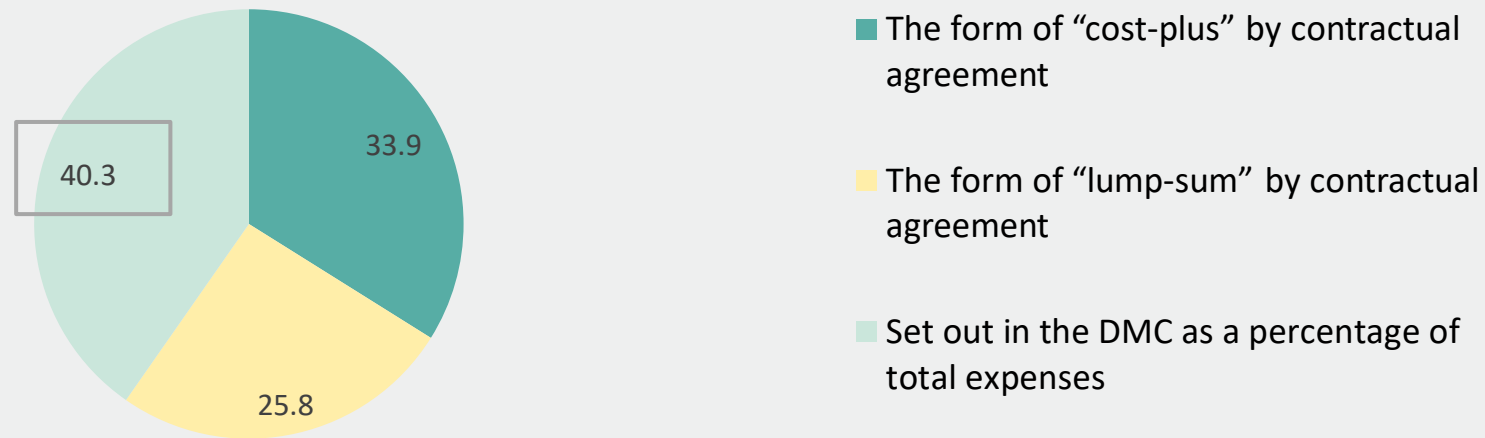 33.9
40.3
25.8
The form of “cost-plus” by contractual
agreement
The form of “lump-sum” by contractual
agreement
Set out in the DMC as a percentage of
total expenses